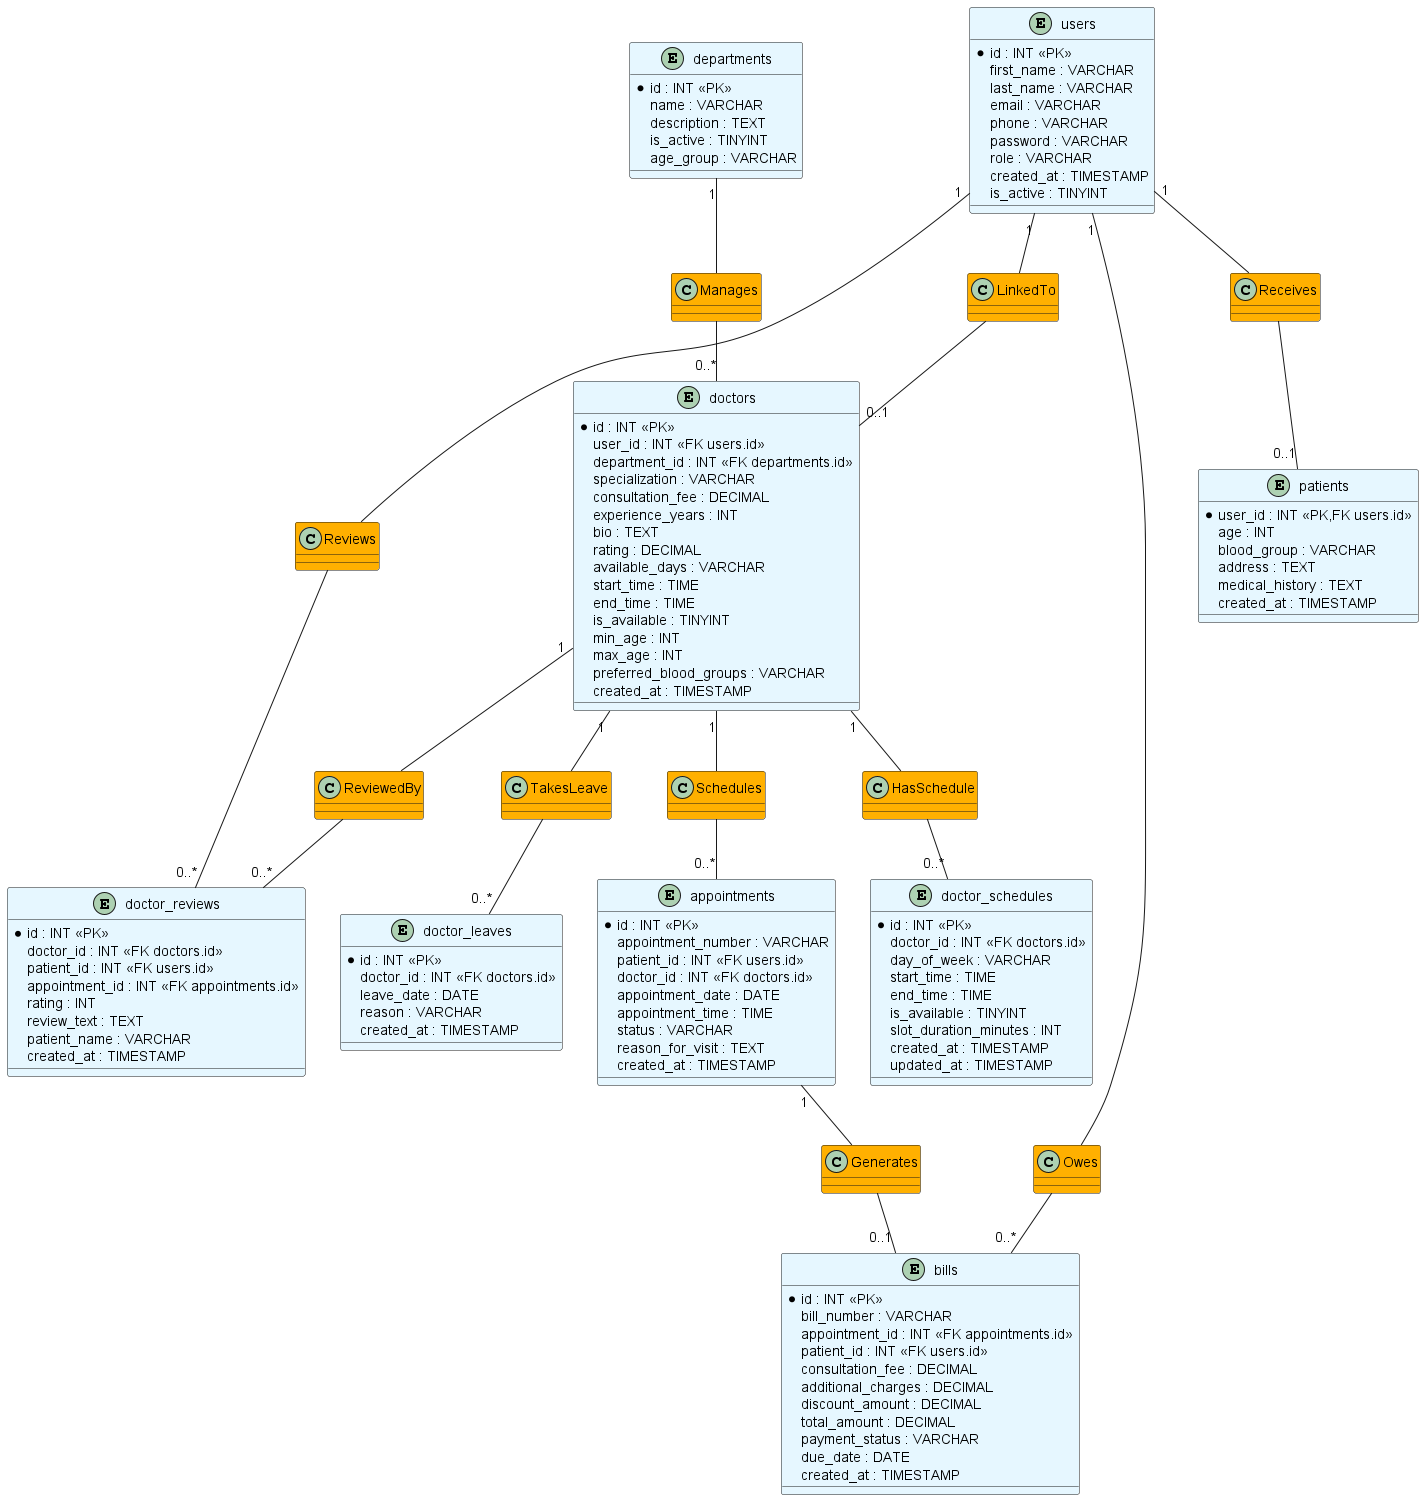 E users
* id : INT «PK»
first_name : VARCHAR
last_name : VARCHAR
email : VARCHAR
phone : VARCHAR
password : VARCHAR
role : VARCHAR
created_at : TIMESTAMP
is_active : TINYINT
E departments
* id : INT «PK»
name : VARCHAR
description : TEXT
is_active : TINYINT
age_group : VARCHAR
1
1
1
1
1
C Manages
C LinkedTo
C Receives
0..*
0..1
0..1
E doctors
* id : INT «PK»
user_id : INT «FK users.id»
department_id : INT «FK departments.id»
specialization : VARCHAR
consultation_fee : DECIMAL
experience_years : INT
bio : TEXT
rating : DECIMAL
available_days : VARCHAR
start_time : TIME
end_time : TIME
is_available : TINYINT
min_age : INT
max_age : INT
preferred_blood_groups : VARCHAR
created_at : TIMESTAMP
E patients
* user_id : INT «PK,FK users.id»
age : INT
blood_group : VARCHAR
address : TEXT
medical_history : TEXT
created_at : TIMESTAMP
C Reviews
1
1
1
1
C ReviewedBy
C TakesLeave
C Schedules
C HasSchedule
0..*
0..*
0..*
0..*
0..*
E doctor_reviews
* id : INT «PK»
doctor_id : INT «FK doctors.id»
patient_id : INT «FK users.id»
appointment_id : INT «FK appointments.id»
rating : INT
review_text : TEXT
patient_name : VARCHAR
created_at : TIMESTAMP
E doctor_leaves
* id : INT «PK»
doctor_id : INT «FK doctors.id»
leave_date : DATE
reason : VARCHAR
created_at : TIMESTAMP
E appointments
* id : INT «PK»
appointment_number : VARCHAR
patient_id : INT «FK users.id»
doctor_id : INT «FK doctors.id»
appointment_date : DATE
appointment_time : TIME
status : VARCHAR
reason_for_visit : TEXT
created_at : TIMESTAMP
E doctor_schedules
* id : INT «PK»
doctor_id : INT «FK doctors.id»
day_of_week : VARCHAR
start_time : TIME
end_time : TIME
is_available : TINYINT
slot_duration_minutes : INT
created_at : TIMESTAMP
updated_at : TIMESTAMP
1
C Generates
C Owes
0..1
0..*
E bills
* id : INT «PK»
bill_number : VARCHAR
appointment_id : INT «FK appointments.id»
patient_id : INT «FK users.id»
consultation_fee : DECIMAL
additional_charges : DECIMAL
discount_amount : DECIMAL
total_amount : DECIMAL
payment_status : VARCHAR
due_date : DATE
created_at : TIMESTAMP